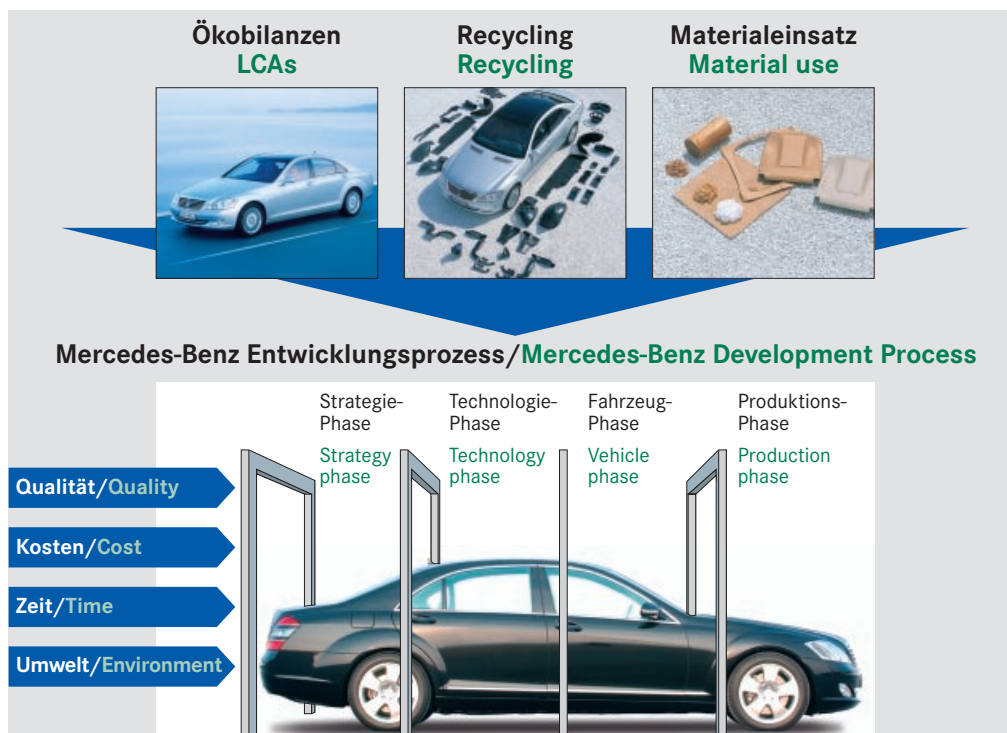 Ökobilanzen
LCAs
Recycling
Recycling
Materialeinsatz
Material use
Mercedes-Benz Entwicklungsprozess/Mercedes-Benz Development Process
Strategie-
Phase
Strategy
phase
Technologie-
Phase
Technology
phase
Fahrzeug-
Phase
Vehicle
phase
Produktions-
Phase
Production
phase
Qualität/Quality
Kosten/Cost
Zeit/Time
Umwelt/Environment